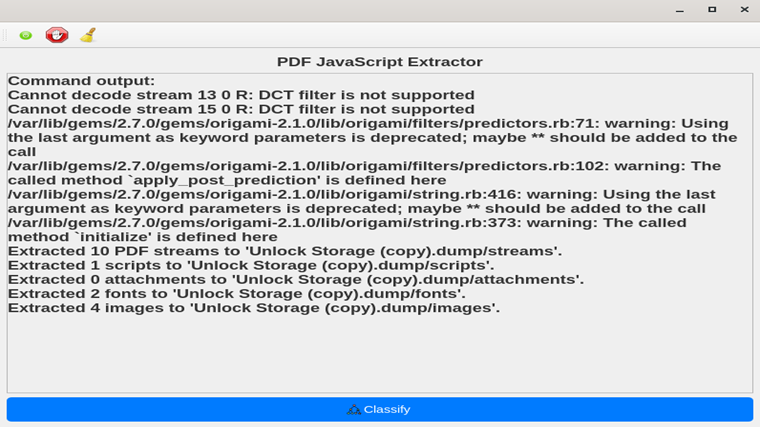 PDF JavaScript Extractor
Command output:
Cannot decode stream 13 0 R: DCT filter is not supported
Cannot decode stream 15 0 R: DCT filter is not supported
/var/lib/gems/2.7.0/gems/origami-2.1.0/lib/origami/filters/predictors.rb:71: warning: Using
the last argument as keyword parameters is deprecated; maybe ** should be added to the
call
/var/lib/gems/2.7.0/gems/origami-2.1.0/lib/origami/filters/predictors.rb:102: warning: The
called method `apply_post_prediction' is defined here
/var/lib/gems/2.7.0/gems/origami-2.1.0/lib/origami/string.rb:416: warning: Using the last
argument as keyword parameters is deprecated; maybe ** should be added to the call
/var/lib/gems/2.7.0/gems/origami-2.1.0/lib/origami/string.rb:373: warning: The called
method `initialize' is defined here
Extracted 10 PDF streams to 'Unlock Storage (copy).dump/streams'.
Extracted 1 scripts to 'Unlock Storage (copy).dump/scripts'.
Extracted 0 attachments to 'Unlock Storage (copy).dump/attachments'.
Extracted 2 fonts to 'Unlock Storage (copy).dump/fonts'.
Extracted 4 images to 'Unlock Storage (copy).dump/images'.
Classify